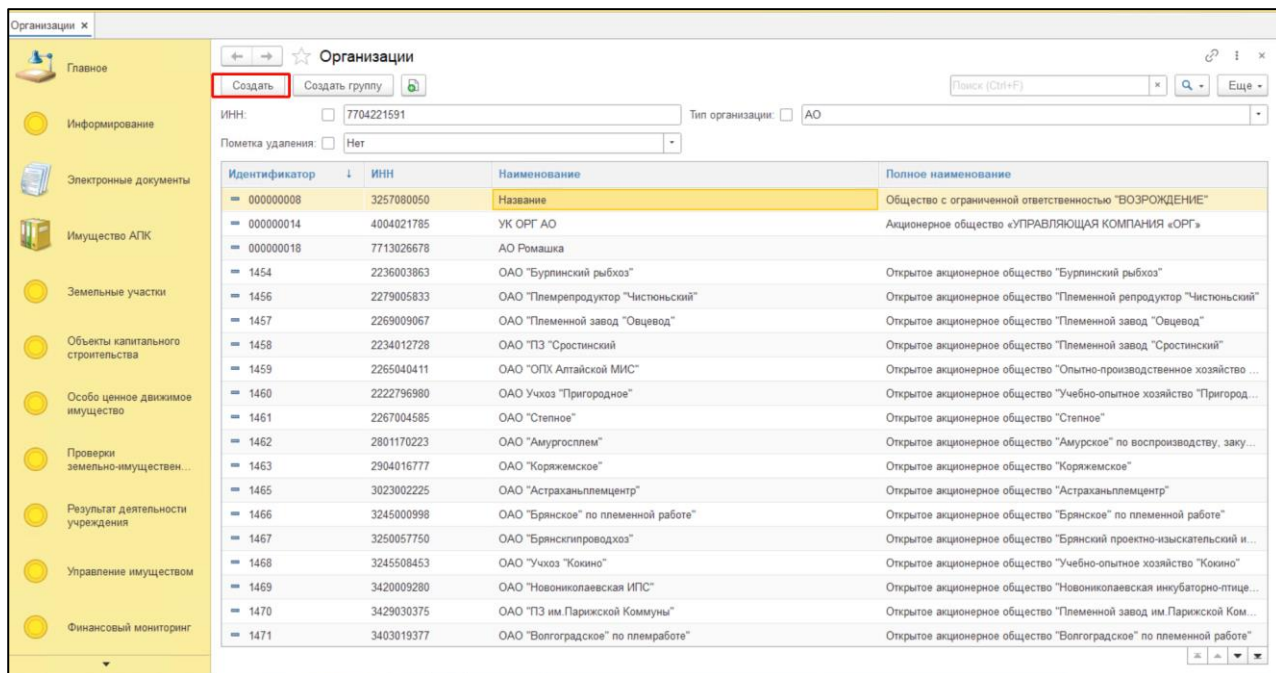 Организации ×
Главное
Информирование
Электронные документы
Имущество АПК
Земельные участки
Объекты капитального
строительства
Особо ценное движимое
имущество
Проверки
земельно-имуществен...
Результат деятельности
учреждения
Управление имуществом
Финансовый мониторинг
Организации
Создать Создать группу Поиск (Ctrl+F) × Еще
ИНН: 7704221591 Тип организации: АО
Пометка удаления: Нет
Идентификатор ↓ ИНН Наименование Полное наименование
000000008 3257080050 Название Общество с ограниченной ответственностью "ВОЗРОЖДЕНИЕ"
000000014 4004021785 УК ОРГ АО Акционерное общество «УПРАВЛЯЮЩАЯ КОМПАНИЯ «ОРГ»
000000018 7713026678 АО Ромашка
1454 2236003863 ОАО "Бурлинский рыбхоз" Открытое акционерное общество "Бурлинский рыбхоз"
1456 2279005833 ОАО "Племрепродуктор "Чистюньский" Открытое акционерное общество "Племенной репродуктор "Чистюньский"
1457 2269009067 ОАО "Племенной завод "Овцевод" Открытое акционерное общество "Племенной завод "Овцевод"
1458 2234012728 ОАО "ПЗ "Сростинский Открытое акционерное общество "Племенной завод "Сростинский"
1459 2265040411 ОАО "ОПХ Алтайской МИС" Открытое акционерное общество "Опытно-производственное хозяйство ...
1460 2222796980 ОАО Учхоз "Пригородное" Открытое акционерное общество "Учебно-опытное хозяйство "Пригород...
1461 2267004585 ОАО "Степное" Открытое акционерное общество "Степное"
1462 2801170223 ОАО "Амургосплем" Открытое акционерное общество "Амурское" по воспроизводству, заку...
1463 2904016777 ОАО "Коряжемское" Открытое акционерное общество "Коряжемское"
1465 3023002225 ОАО "Астраханьплемцентр" Открытое акционерное общество "Астраханьплемцентр"
1466 3245000998 ОАО "Брянское" по племенной работе" Открытое акционерное общество "Брянское" по племенной работе"
1467 3250057750 ОАО "Брянскгипроводхоз" Открытое акционерное общество "Брянский проектно-изыскательский и...
1468 3245508453 ОАО "Учхоз "Кокино" Открытое акционерное общество "Учебно-опытное хозяйство "Кокино"
1469 3420009280 ОАО "Новониколаевская ИПС" Открытое акционерное общество "Новониколаевская инкубаторно-птице...
1470 3429030375 ОАО "ПЗ им.Парижской Коммуны" Открытое акционерное общество "Племенной завод им.Парижской Ком...
1471 3403019377 ОАО "Волгоградское" по племработе" Открытое акционерное общество "Волгоградское" по племенной работе"